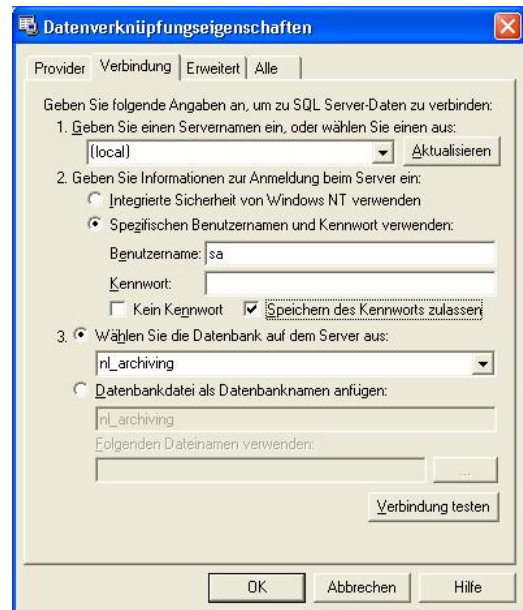 Datenverknüpfungseigenschaften
Provider Verbindung Erweitert Alle
Geben Sie folgende Angaben an, um zu SQL Server-Daten zu verbinden:
1. Geben Sie einen Servernamen ein, oder wählen Sie einen aus:
(local) Aktualisieren
2. Geben Sie Informationen zur Anmeldung beim Server ein:
Integrierte Sicherheit von Windows NT verwenden
Spezifischen Benutzernamen und Kennwort verwenden:
Benutzername: sa
Kennwort:
Kein Kennwort Speichern des Kennworts zulassen
3. Wählen Sie die Datenbank auf dem Server aus:
nl_archiving
Datenbankdatei als Datenbanknamen anfügen:
nl_archiving
Folgenden Dateinamen verwenden:
...
Verbindung testen
OK Abbrechen Hilfe